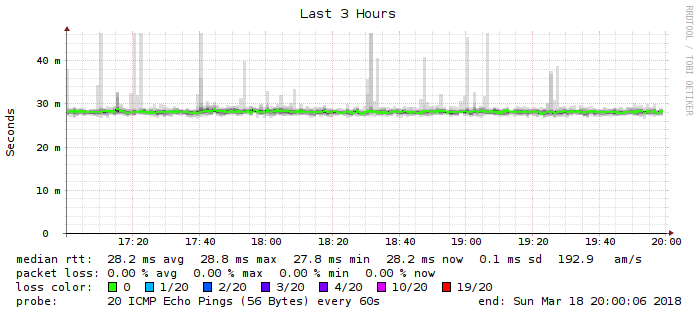 Last 3 Hours
RRDTOOL / TOBI OETIKER
Seconds
40 m
30 m
20 m
10 m
0
17:20 17:40 18:00 18:20 18:40 19:00 19:20 19:40 20:00
median rtt: 28.2 ms avg 28.8 ms max 27.8 ms min 28.2 ms now 0.1 ms sd 192.9 am/s
packet loss: 0.00 % avg 0.00 % max 0.00 % min 0.00 % now
loss color: 0 1/20 2/20 3/20 4/20 10/20 19/20
probe: 20 ICMP Echo Pings (56 Bytes) every 60s end: Sun Mar 18 20:00:06 2018